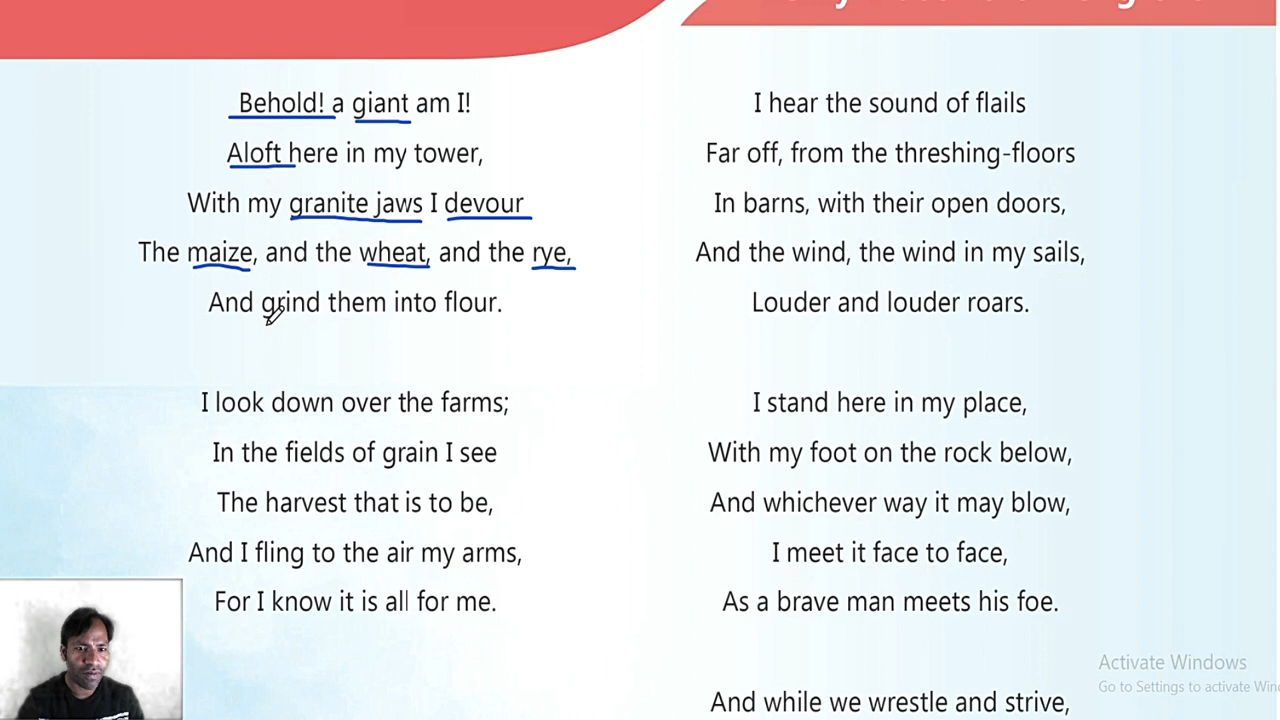 Behold! a giant am I!
Aloft here in my tower,
With my granite jaws I devour
The maize, and the wheat, and the rye,
And grind them into flour.
I look down over the farms;
In the fields of grain I see
The harvest that is to be,
And I fling to the air my arms,
For I know it is all for me.
I hear the sound of flails
Far off, from the threshing-floors
In barns, with their open doors,
And the wind, the wind in my sails,
Louder and louder roars.
I stand here in my place,
With my foot on the rock below,
And whichever way it may blow,
I meet it face to face,
As a brave man meets his foe.
And while we wrestle and strive,
Activate Windows
Go to Settings to activate